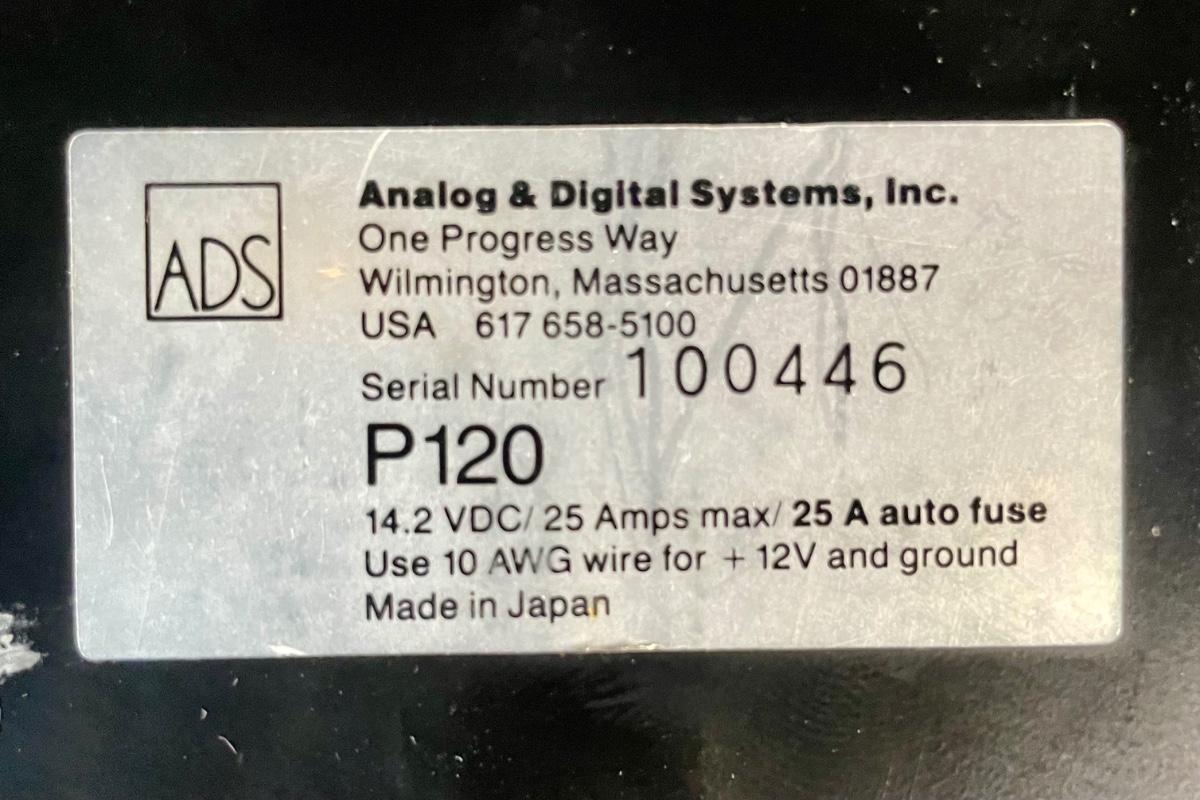 ADS
Analog & Digital Systems, Inc.
One Progress Way
Wilmington, Massachusetts 01887
USA 617 658-5100
Serial Number 100446
P120
14.2 VDC/ 25 Amps max/ 25 A auto fuse
Use 10 AWG wire for + 12V and ground
Made in Japan